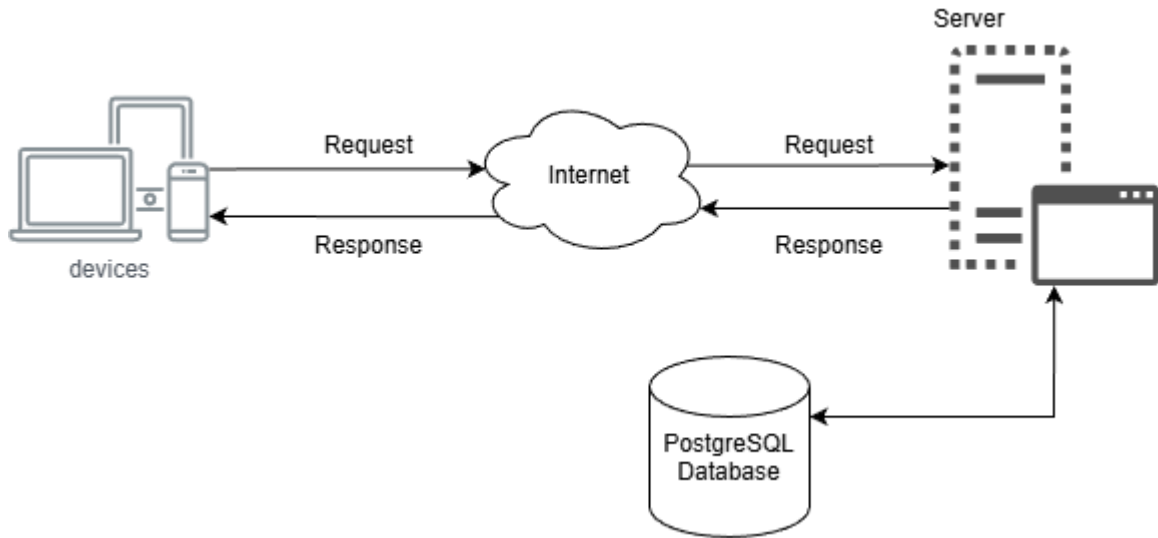 Server
Request
Request
Internet
Response
Response
devices
PostgreSQL
Database